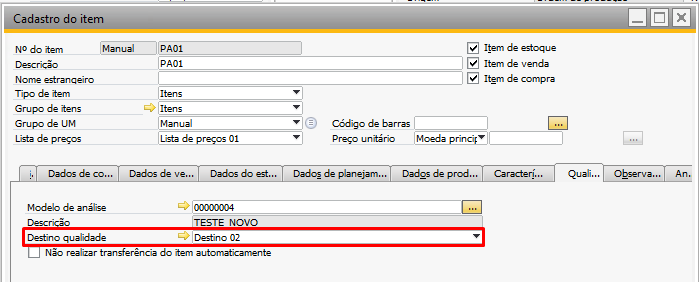 Cadastro do item
Nº do item Manual PA01
Item de estoque
Descrição PA01
Item de venda
Nome estrangeiro
Item de compra
Tipo de item Itens
Grupo de itens Itens
Grupo de UM Manual
Código de barras ...
Lista de preços Lista de preços 01
Preço unitário Moeda princip ...
Dados de co... Dados de ve... Dados do est... Dados de planejam... Dados de prod... Caracterí... Quali... Observa... An.
Modelo de análise 00000004 ...
Descrição TESTE NOVO
Destino qualidade Destino 02
Não realizar transferência do item automaticamente